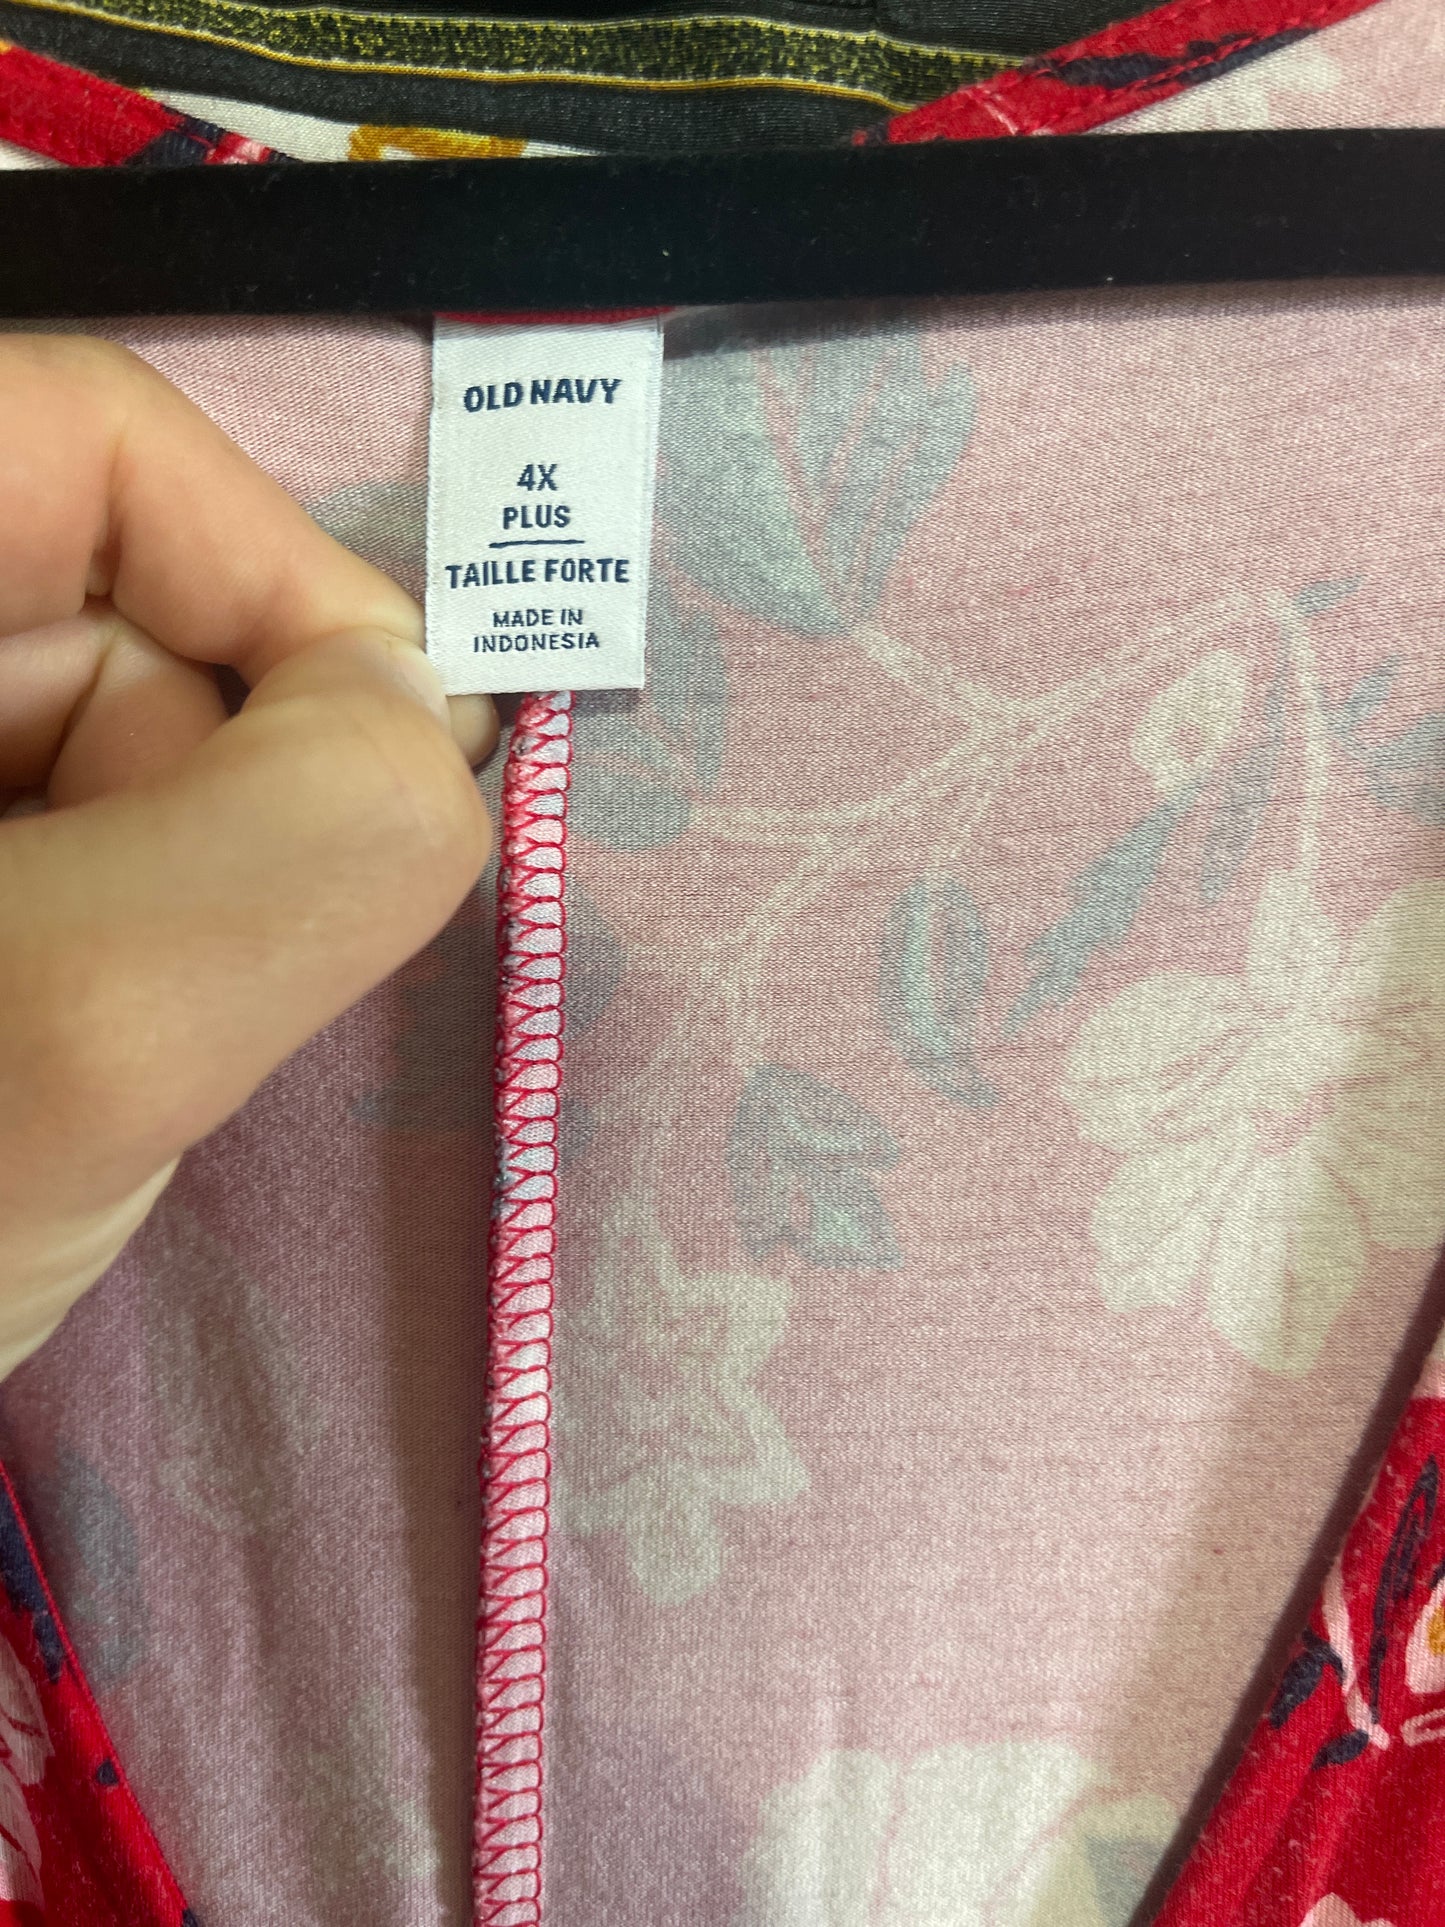 OLD NAVY
4X
PLUS
TAILLE FORTE
MADE IN
INDONESIA